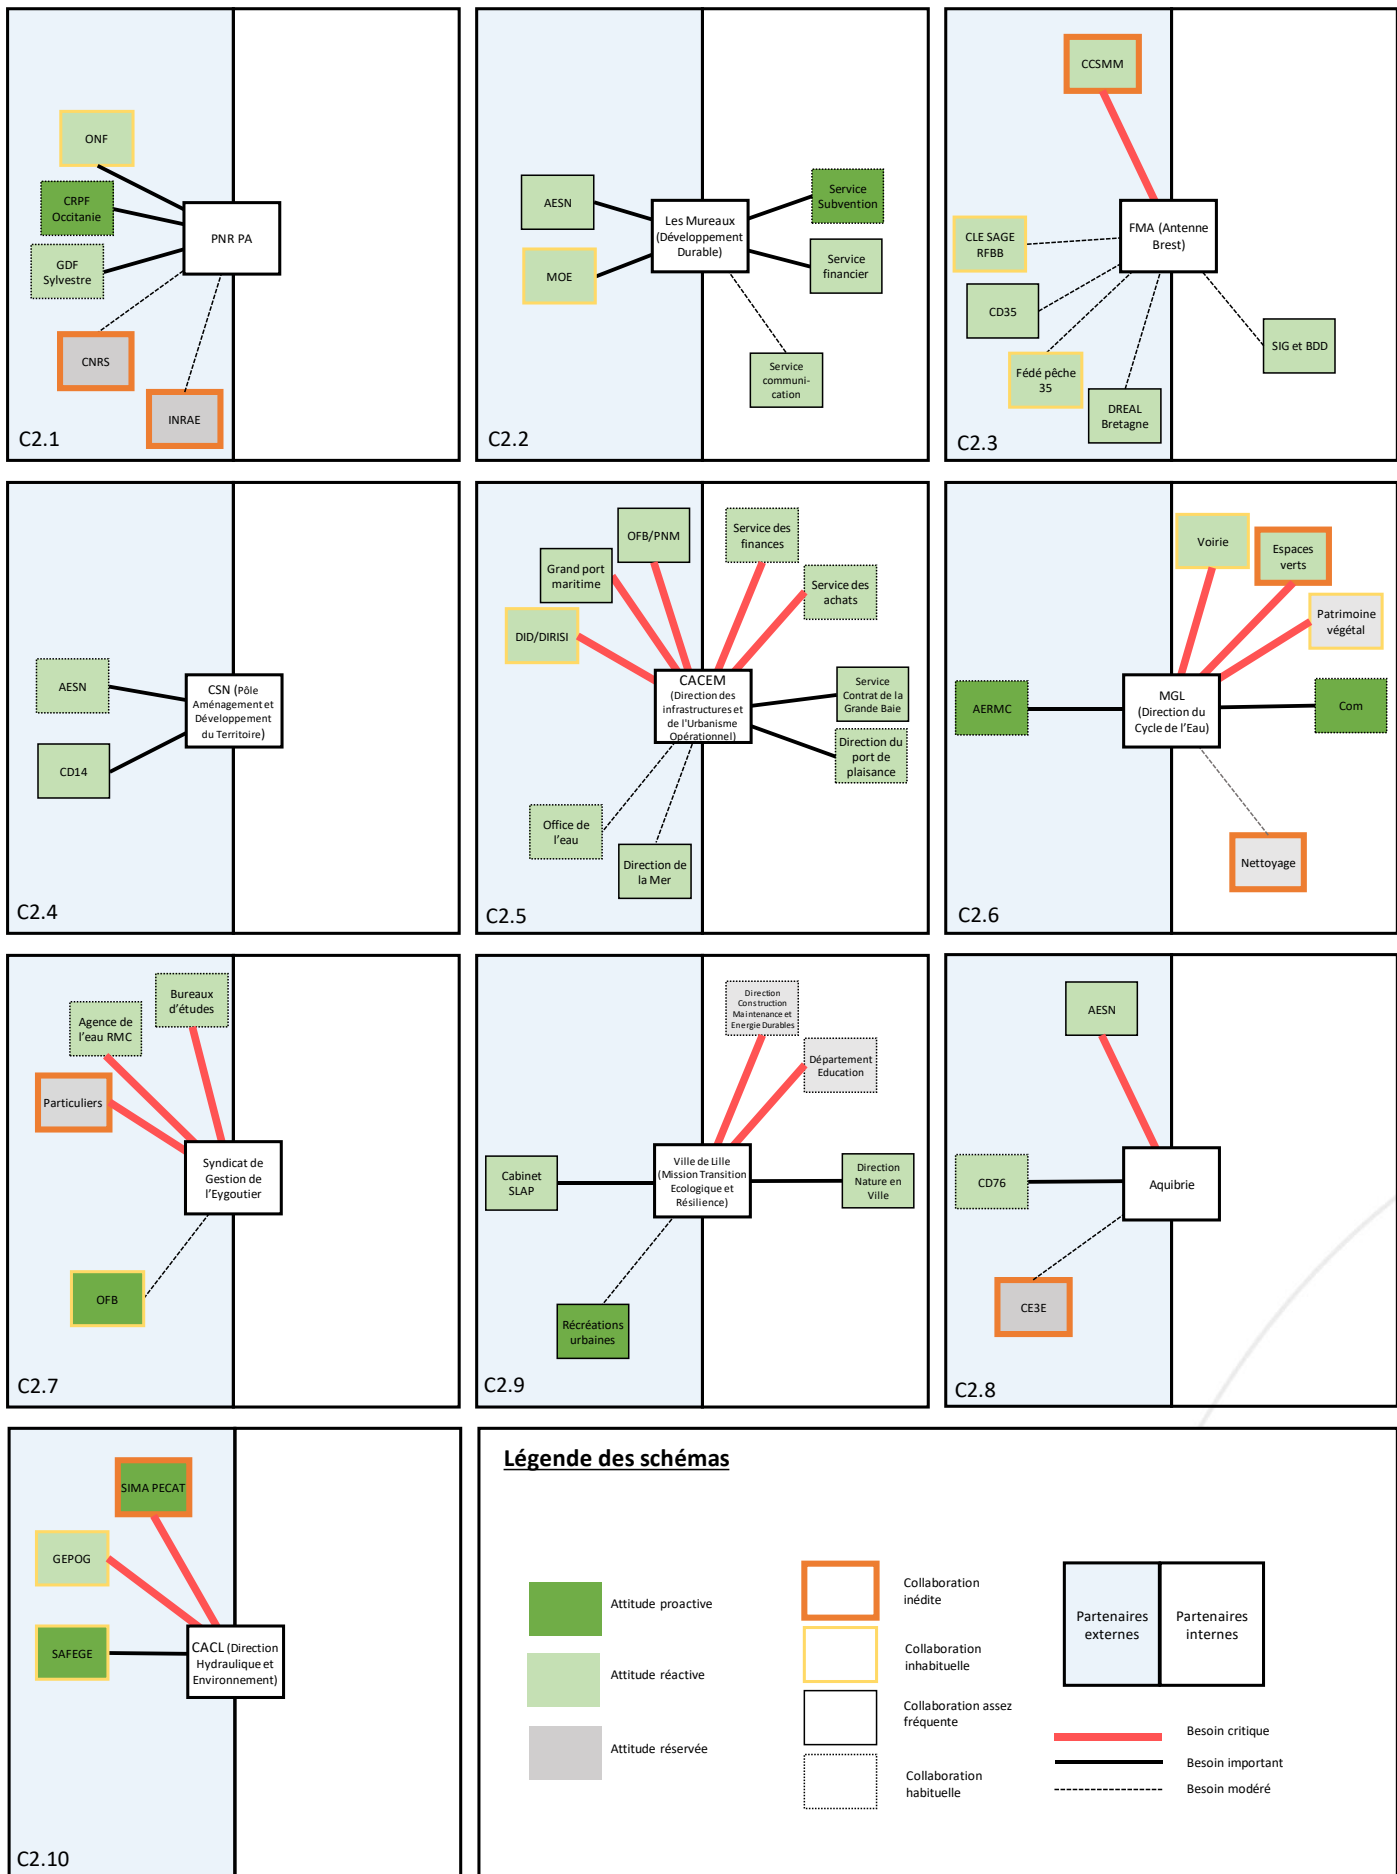 ONF
CRPF
Occitanie
GDF
Sylvestre
CNRS
INRAE
PNR PA
C2.1
AESN
MOE
Les Mureaux
(Développement
Durable)
Service
Subvention
Service
financier
Service
communi-
cation
C2.2
CCSMM
CLE SAGE
RFBB
CD35
Fédé pêche
35
DREAL
Bretagne
FMA (Antenne
Brest)
SIG et BDD
C2.3
AESN
CD14
CSN (Pôle
Aménagement et
Développement
du Territoire)
C2.4
OFB/PNM
Grand port
maritime
DID/DIRISI
Service des
finances
Service des
achats
CACEM
(Direction des
infrastructures et
de l'Urbanisme
Opérationnel)
Service
Contrat de la
Grande Baie
Direction du
port de
plaisance
Office de
l'eau
Direction de
la Mer
C2.5
Voirie
Espaces
verts
Patrimoine
végétal
AERMC
MGL
(Direction du
Cycle de l'Eau)
Com
Nettoyage
C2.6
Bureaux
d'études
Agence de
l'eau RMC
Particuliers
Syndicat de
Gestion de
l'Eygoutier
OFB
C2.7
Direction
Construction
Maintenance et
Energie Durables
Département
Education
Cabinet
SLAP
Ville de Lille
(Mission Transition
Ecologique et
Résilience)
Direction
Nature en
Ville
Récréations
urbaines
C2.9
AESN
CD76
Aquibrie
CE3E
C2.8
SIMA PECAT
GEPOG
SAFEGE
CACL (Direction
Hydraulique et
Environnement)
C2.10
Légende des schémas
Attitude proactive
Attitude réactive
Attitude réservée
Collaboration
inédite
Collaboration
inhabituelle
Collaboration assez
fréquente
Collaboration
habituelle
Partenaires
externes
Partenaires
internes
Besoin critique
Besoin important
Besoin modéré